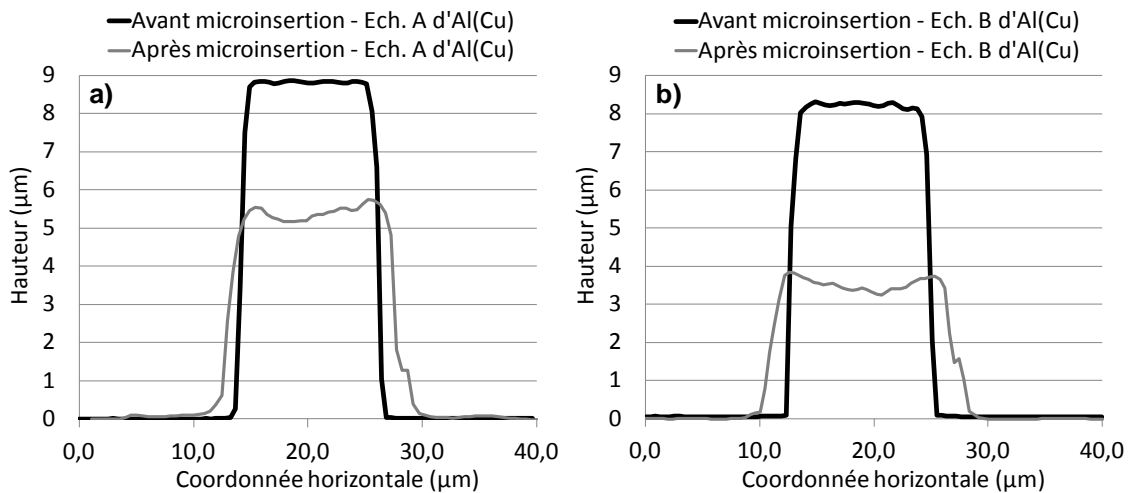 Avant microinsertion - Ech. A d'Al(Cu)
Après microinsertion - Ech. A d'Al(Cu)
a)
9
8
7
6
5
4
3
2
1
0
Hauteur (µm)
0,0 10,0 20,0 30,0 40,0
Coordonnée horizontale (µm)
Avant microinsertion - Ech. B d'Al(Cu)
Après microinsertion - Ech. B d'Al(Cu)
b)
9
8
7
6
5
4
3
2
1
0
Hauteur (µm)
0,0 10,0 20,0 30,0 40,0
Coordonnée horizontale (µm)